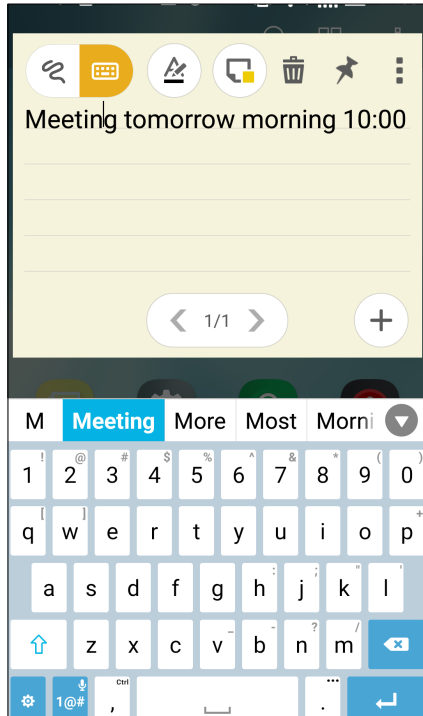 Meeting tomorrow morning 10:00
1/1
M Meeting More Most Morni
! @ # $ % ^ & * ( )
1 2 3 4 5 6 7 8 9 0
[ ] +
q w e r t y u i o p
: ; " '
a s d f g h j k l
_ - ? /
z x c v b n m
Ctrl ...
1@# , .